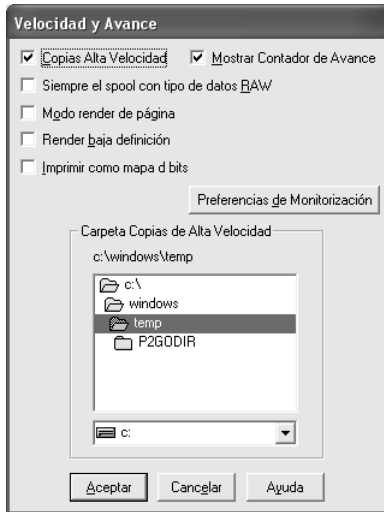 Velocidad y Avance
Copias Alta Velocidad Mostrar Contador de Avance
Siempre el spool con tipo de datos RAW
Modo render de página
Render baja definición
Imprimir como mapa d bits
Preferencias de Monitorización
Carpeta Copias de Alta Velocidad
c:\windows\temp
c:\
windows
temp
P2GODIR
c:
Aceptar Cancelar Ayuda